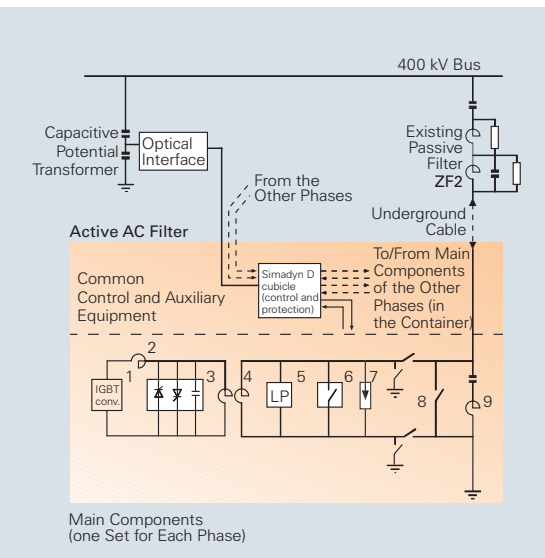 400 kV Bus
Capacitive
Potential
Transformer
Optical
Interface
Existing
Passive
Filter
ZF2
From the
Other Phases
Underground
Cable
Active AC Filter
To/From Main
Components
of the Other
Phases (in
the Container)
Common
Control and Auxiliary
Equipment
Simadyn D
cubicle
(control and
protection)
1
2
3
4
5
6
7
8
9
IGBT
conv.
LP
Main Components
(one Set for Each Phase)